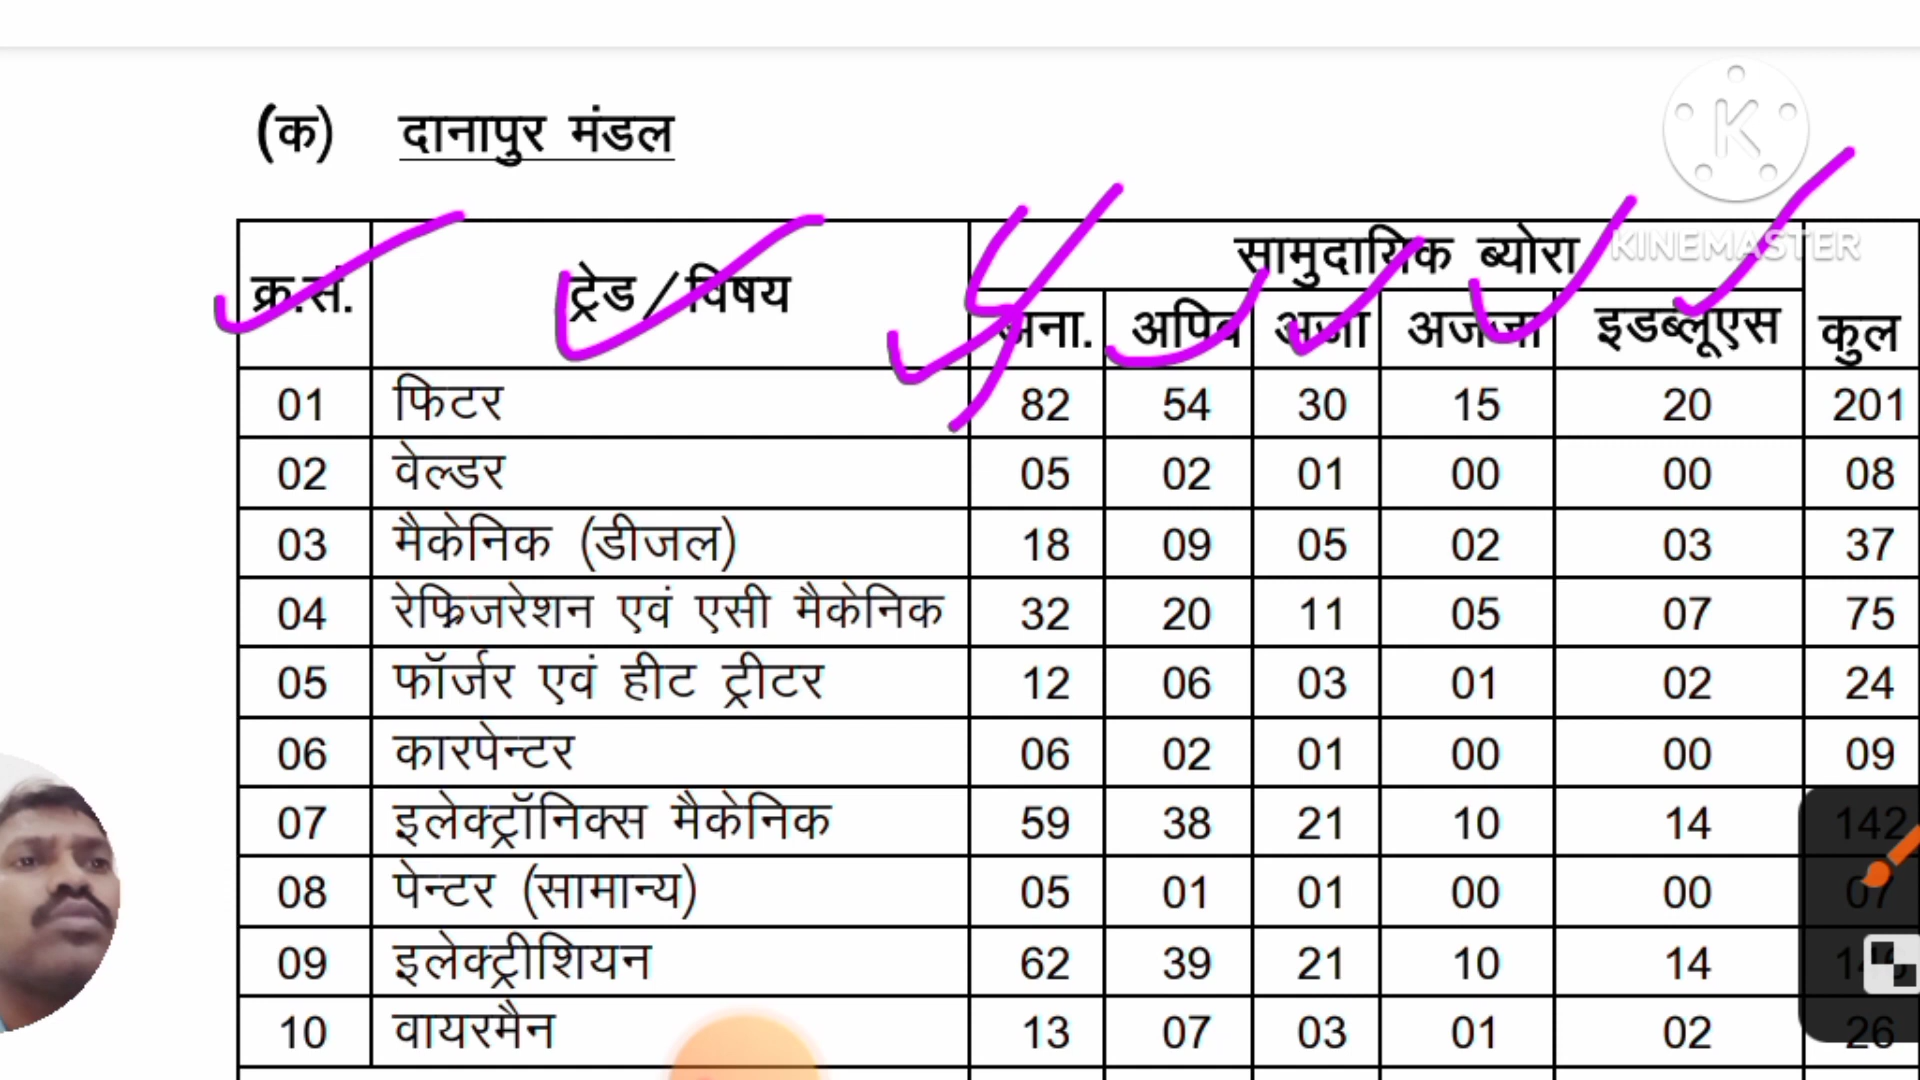 (क) दानापुर मंडल
KINEMASTER
क्र.सं. ट्रेड/विषय सामुदायिक ब्योरा कुल
अना. अपिव अजा अजजा इडब्लूएस
01 फिटर 82 54 30 15 20 201
02 वेल्डर 05 02 01 00 00 08
03 मैकेनिक (डीजल) 18 09 05 02 03 37
04 रेफ्रिजरेशन एवं एसी मैकेनिक 32 20 11 05 07 75
05 फॉर्जर एवं हीट ट्रीटर 12 06 03 01 02 24
06 कारपेन्टर 06 02 01 00 00 09
07 इलेक्ट्रॉनिक्स मैकेनिक 59 38 21 10 14 142
08 पेन्टर (सामान्य) 05 01 01 00 00 07
09 इलेक्ट्रीशियन 62 39 21 10 14
10 वायरमैन 13 07 03 01 02 26